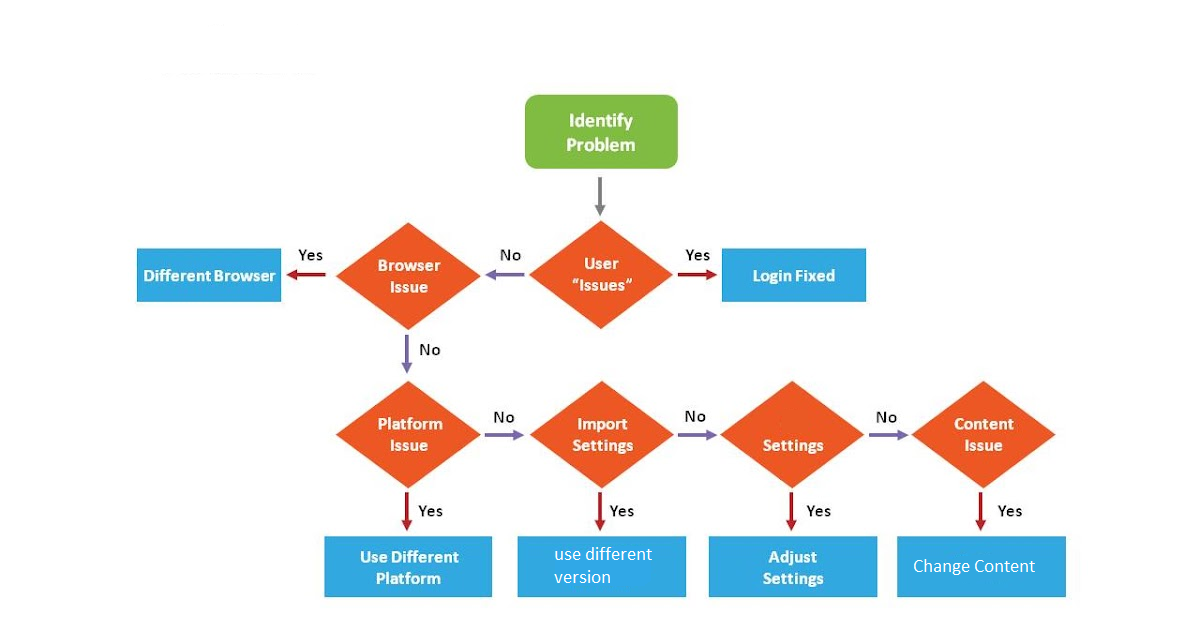 Identify
Problem
Yes
No
Yes
Different Browser
Browser
Issue
User
“Issues”
Login Fixed
No
Platform
Issue
No
Import
Settings
No
Settings
No
Content
Issue
Yes
Yes
Yes
Yes
Use Different
Platform
use different
version
Adjust
Settings
Change Content